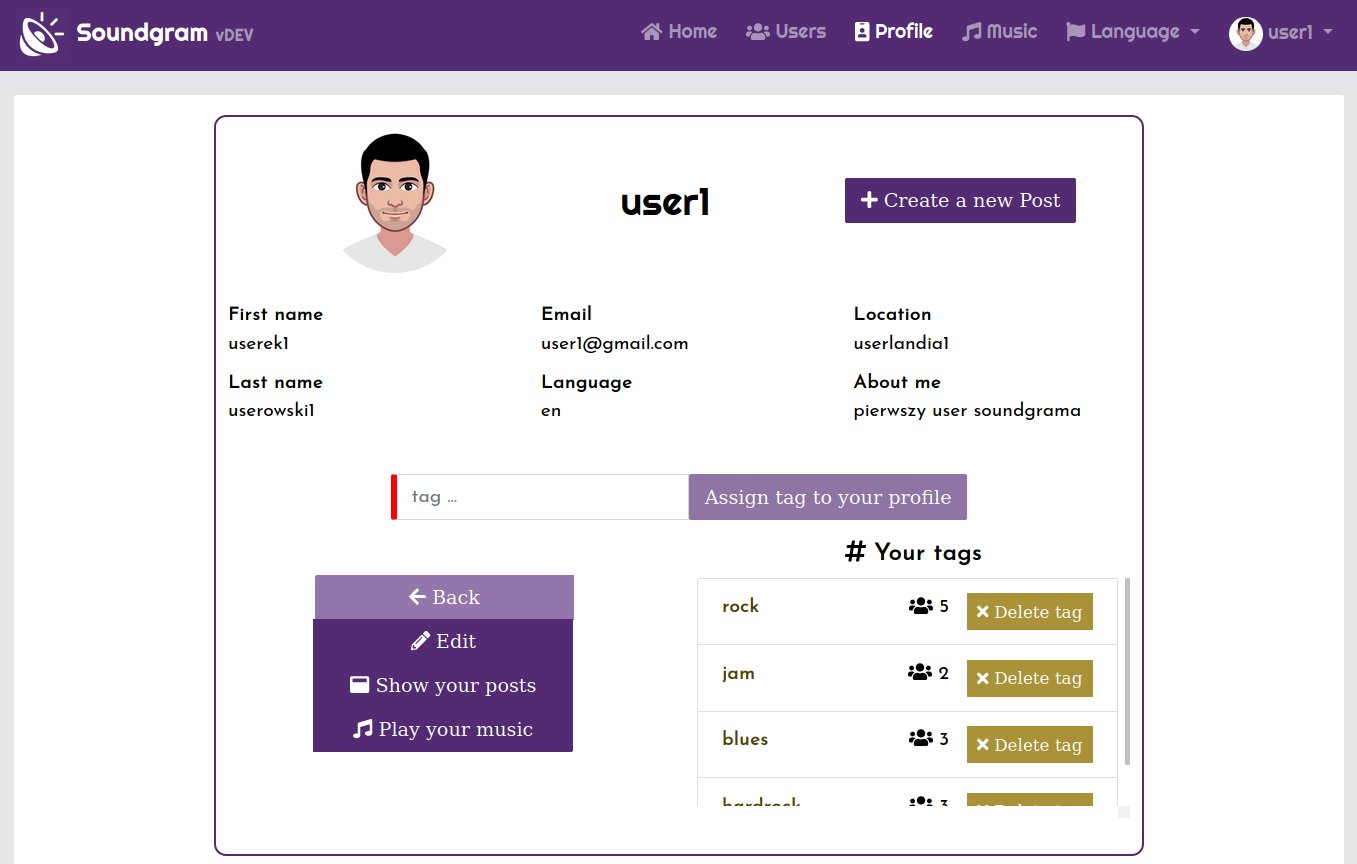 Soundgram vDEV
Home Users Profile Music Language user1
user1
Create a new Post
First name Email Location
userek1 user1@gmail.com userlandia1
Last name Language About me
userowski1 en pierwszy user soundgrama
tag ... Assign tag to your profile
# Your tags
Back
Edit
Show your posts
Play your music
rock 5 Delete tag
jam 2 Delete tag
blues 3 Delete tag
hardrock 3